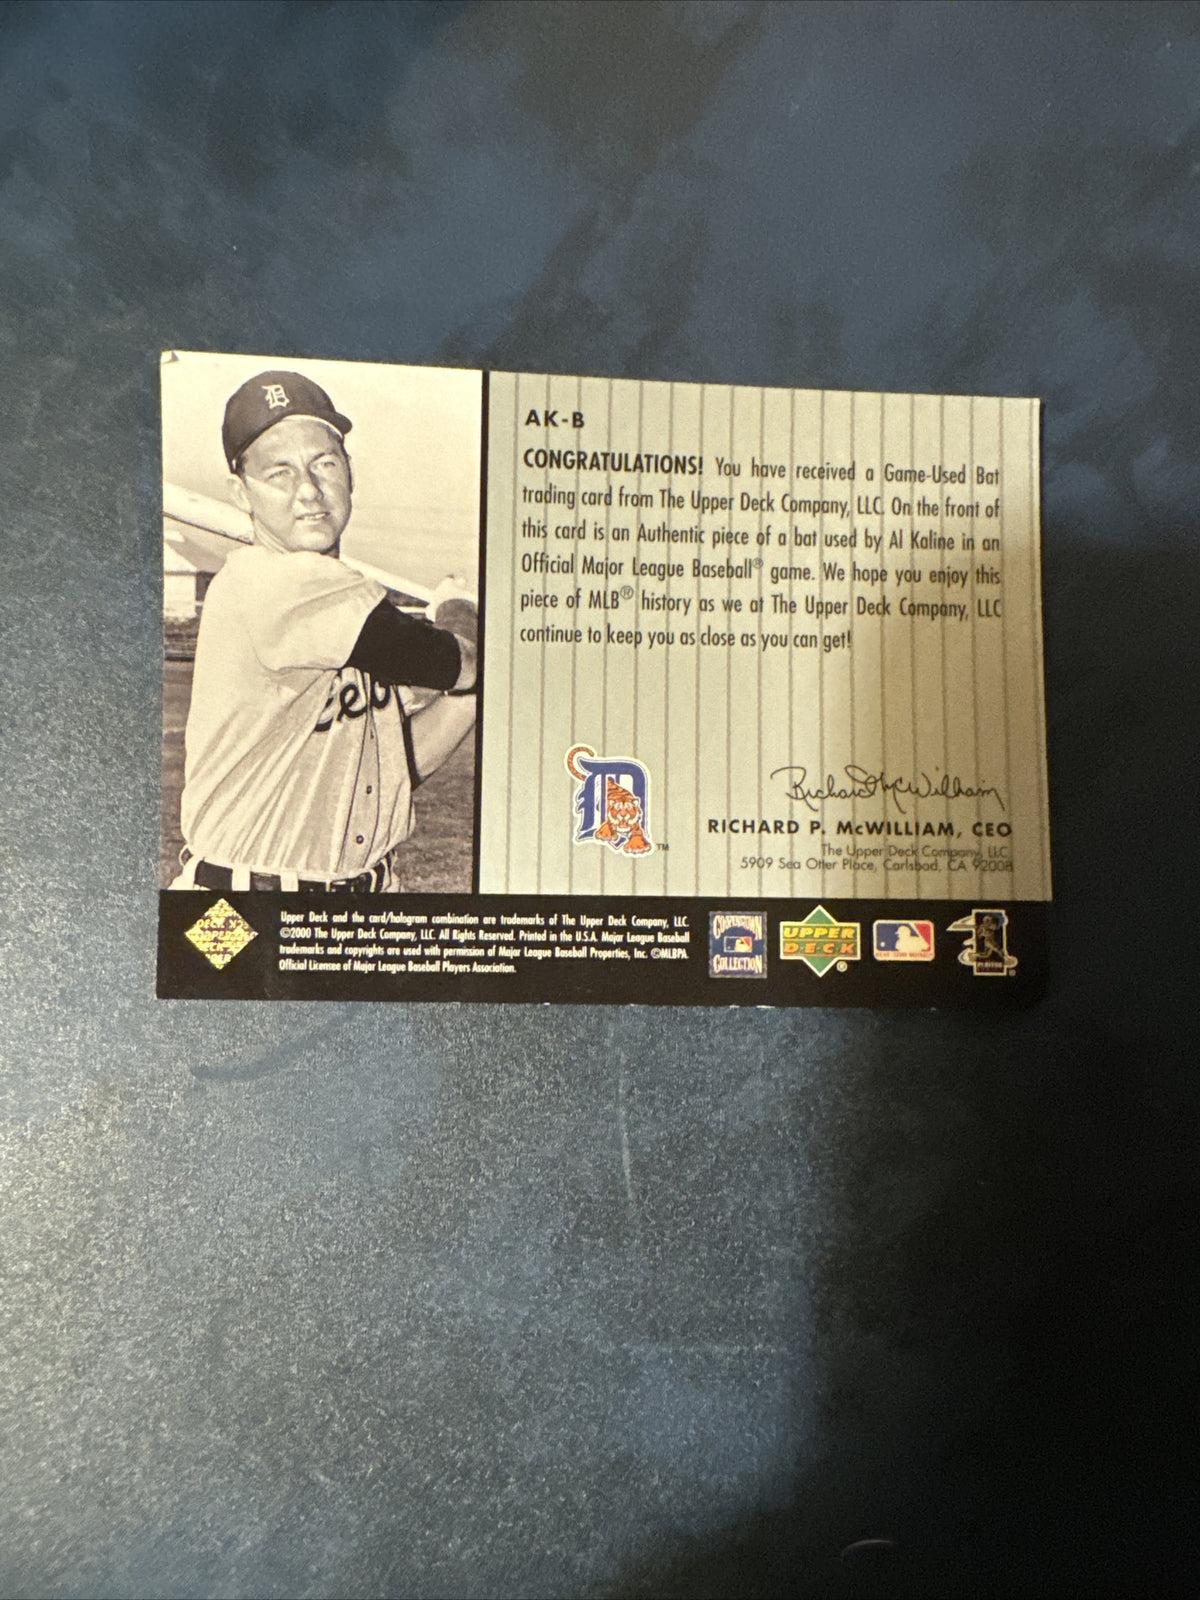 AK-B
CONGRATULATIONS! You have received a Game-Used Bat
trading card from The Upper Deck Company, LLC. On the front of
this card is an Authentic piece of a bat used by Al Kaline in an
Official Major League Baseball® game. We hope you enjoy this
piece of MLB® history as we at The Upper Deck Company, LLC
continue to keep you as close as you can get!
D
D
TM
Richard McWilliam
RICHARD P. McWILLIAM, CEO
The Upper Deck Company, LLC.
5909 Sea Otter Place, Carlsbad, CA 92008
Upper Deck and the card/hologram combination are trademarks of The Upper Deck Company, LLC.
©2000 The Upper Deck Company, LLC. All Rights Reserved. Printed in the U.S.A. Major League Baseball
trademarks and copyrights are used with permission of Major League Baseball Properties, Inc. ©MLBPA.
Official Licensee of Major League Baseball Players Association.
COOPERSTOWN
COLLECTION
UPPER
DECK
®
PLAYERS
®